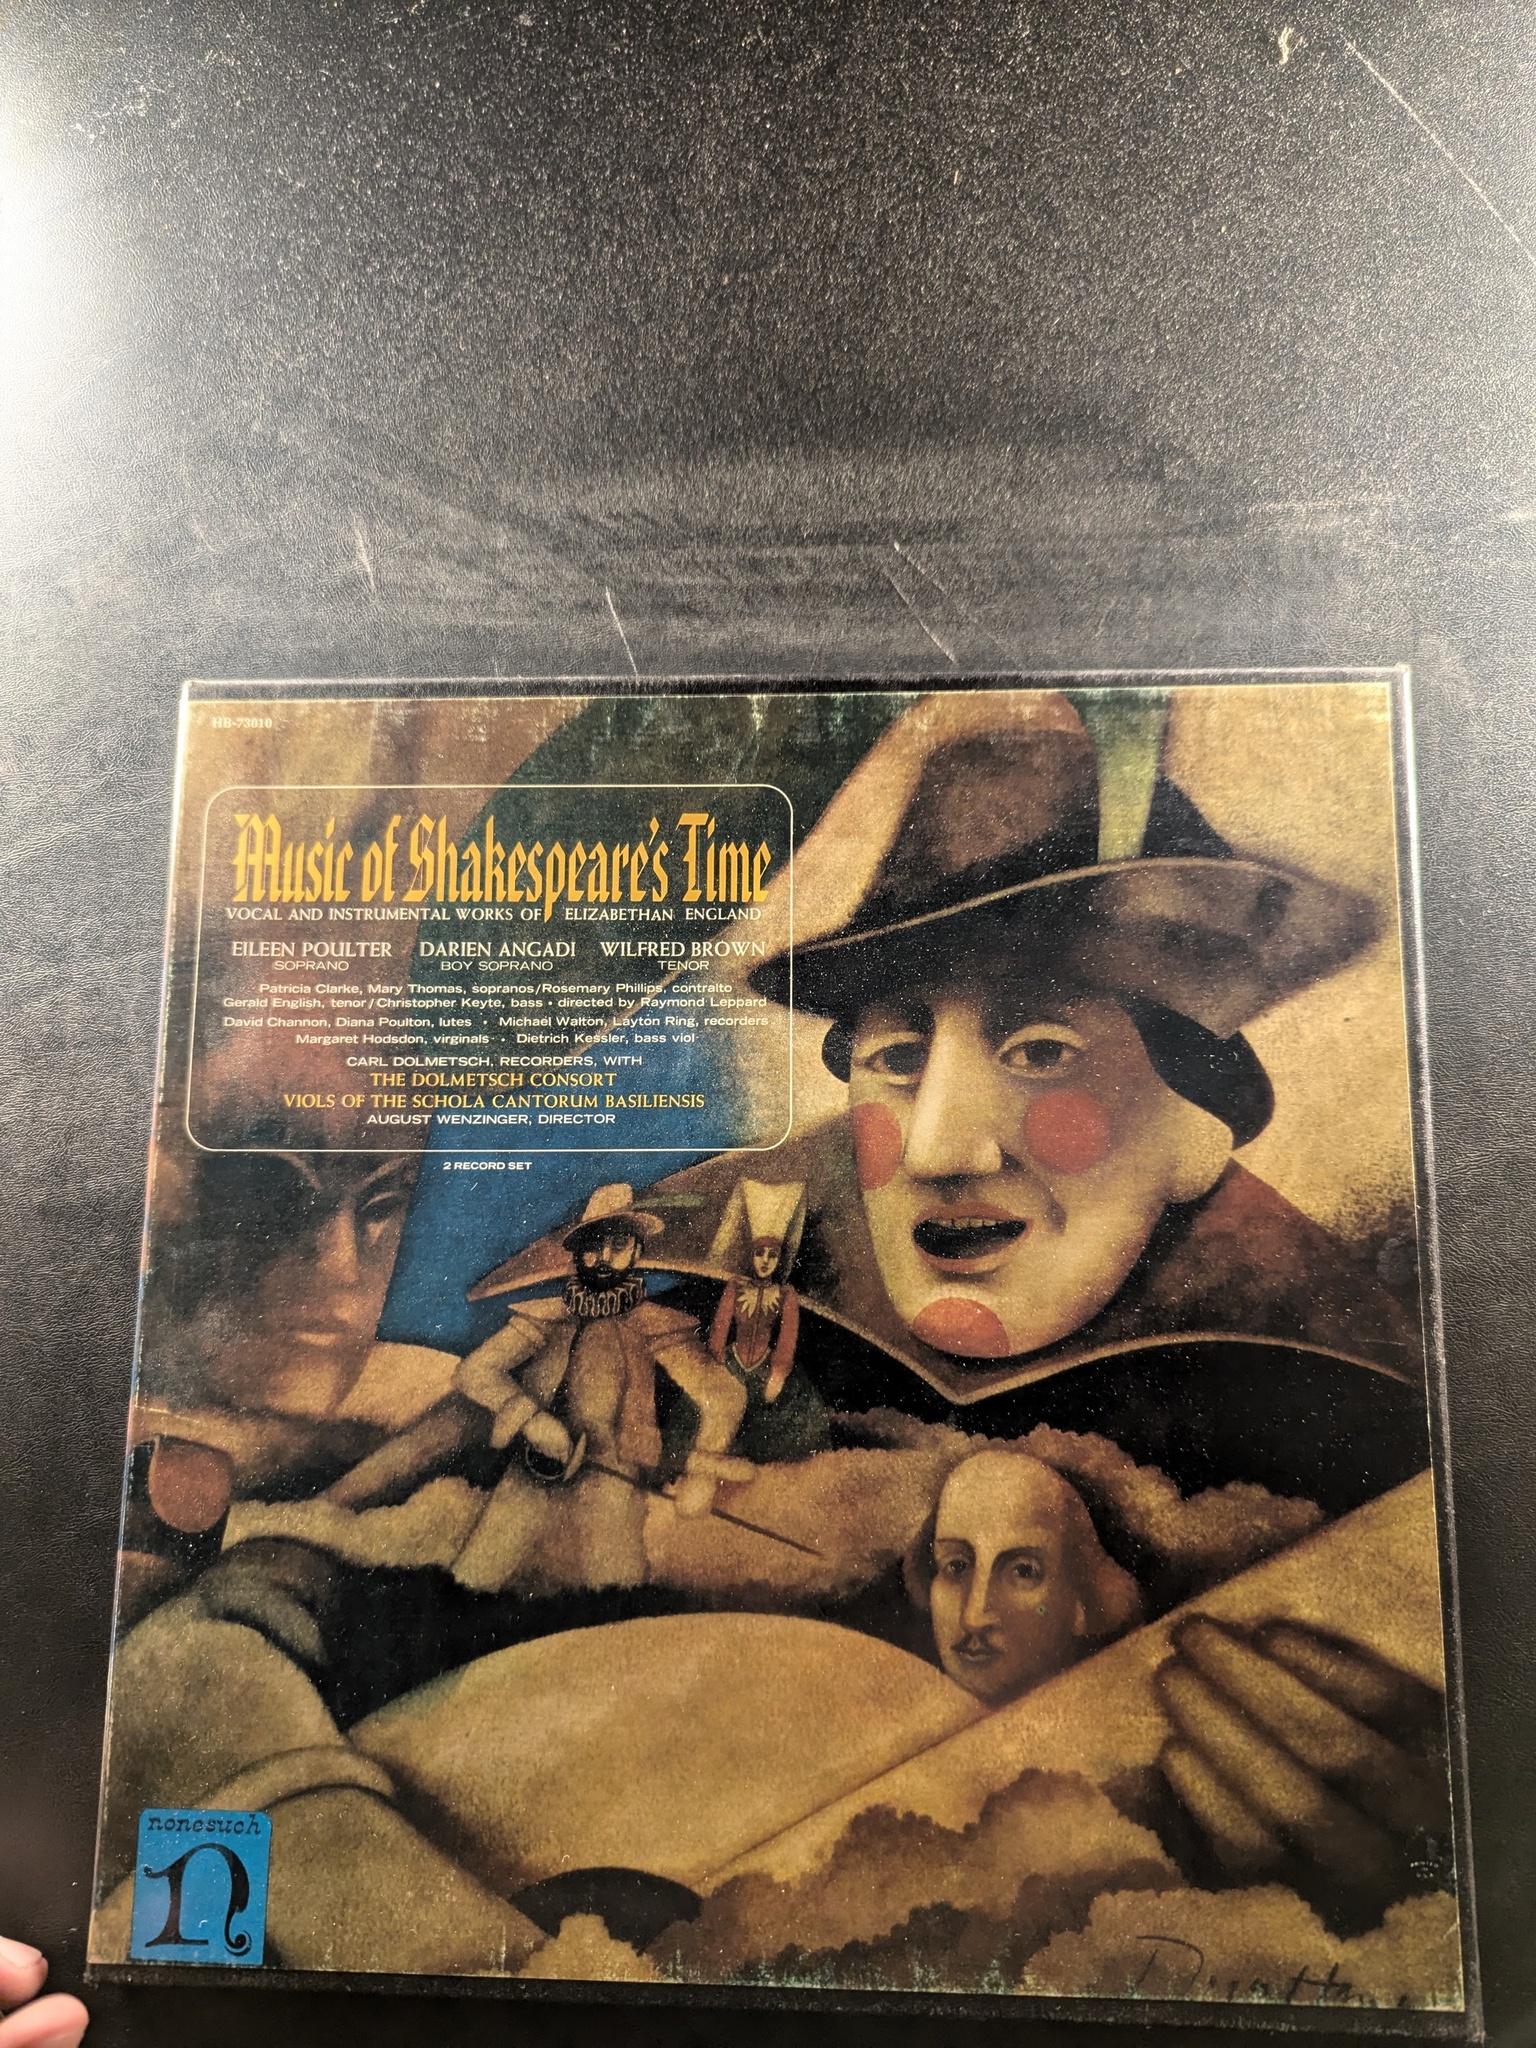 HB-73010
Music of Shakespeare's Time
VOCAL AND INSTRUMENTAL WORKS OF ELIZABETHAN ENGLAND
EILEEN POULTER DARIEN ANGADI WILFRED BROWN
SOPRANO BOY SOPRANO TENOR
Patricia Clarke, Mary Thomas, sopranos/Rosemary Phillips, contralto
Gerald English, tenor/Christopher Keyte, bass • directed by Raymond Leppard
David Channon, Diana Poulton, lutes • Michael Walton, Layton Ring, recorders
Margaret Hodsdon, virginals • Dietrich Kessler, bass viol
CARL DOLMETSCH, RECORDERS, WITH
THE DOLMETSCH CONSORT
VIOLS OF THE SCHOLA CANTORUM BASILIENSIS
AUGUST WENZINGER, DIRECTOR
2 RECORD SET
nonesuch
n